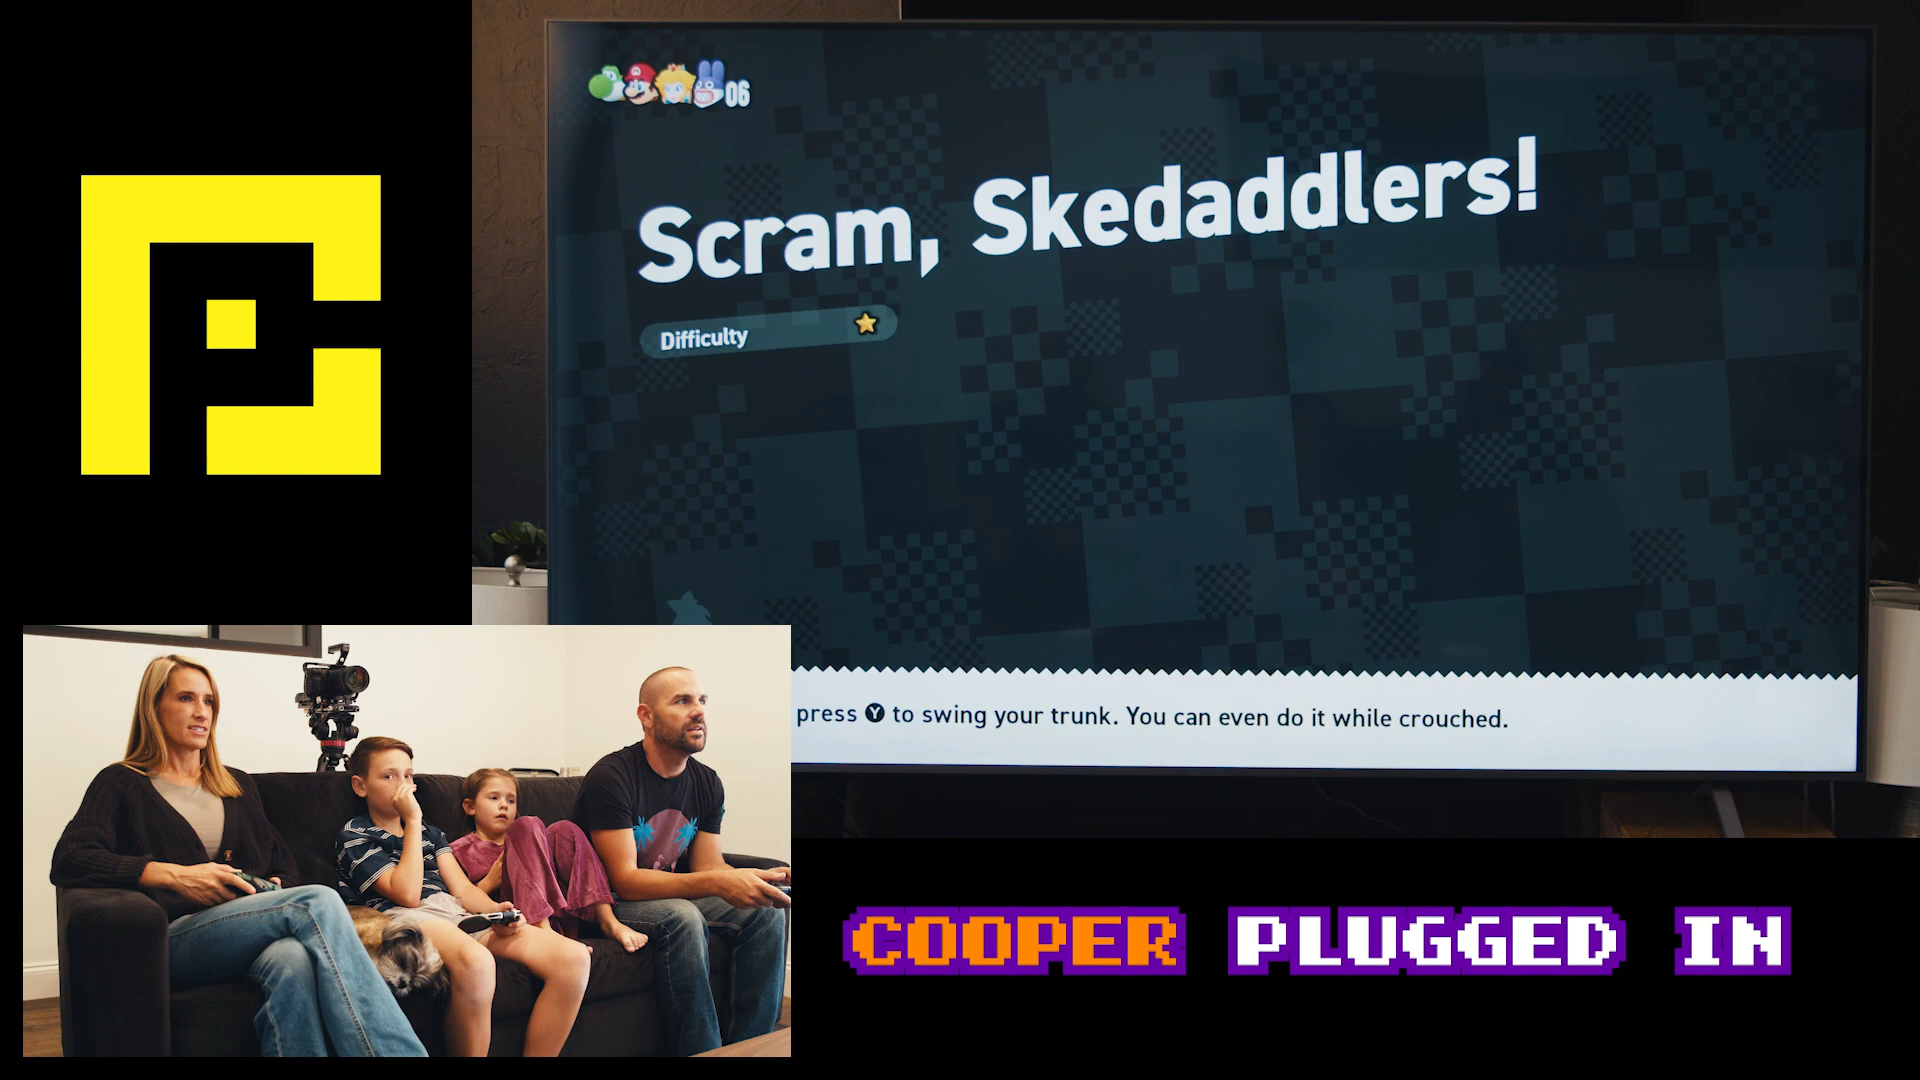 06
Scram, Skedaddlers!
Difficulty
press Y to swing your trunk. You can even do it while crouched.
COOPER PLUGGED IN